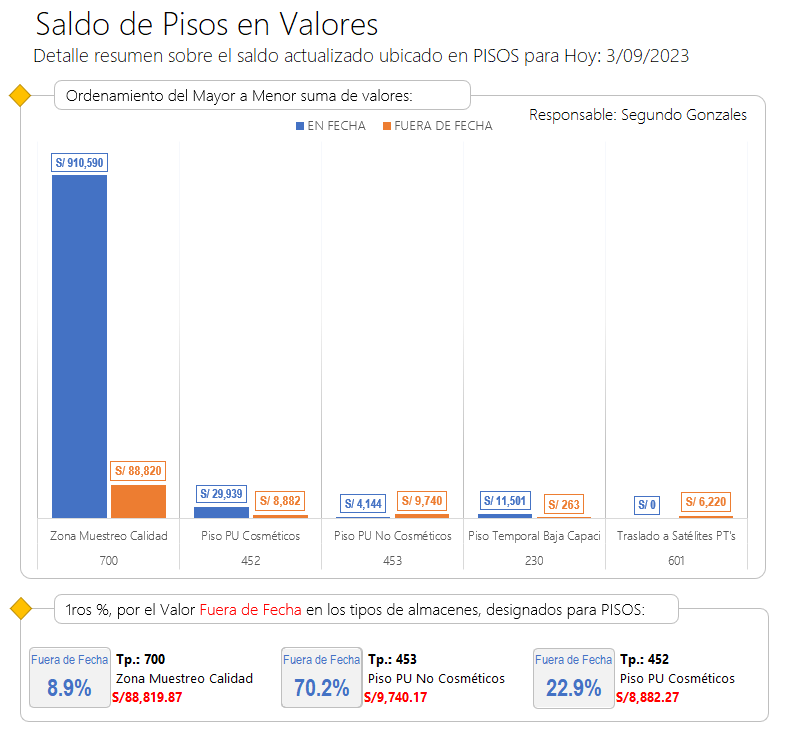 Saldo de Pisos en Valores
Detalle resumen sobre el saldo actualizado ubicado en PISOS para Hoy: 3/09/2023
Ordenamiento del Mayor a Menor suma de valores:
Responsable: Segundo Gonzales
EN FECHA FUERA DE FECHA
S/ 910,590
S/ 88,820
S/ 29,939
S/ 8,882
S/ 4,144
S/ 9,740
S/ 11,501
S/ 263
S/ 0
S/ 6,220
Zona Muestreo Calidad Piso PU Cosméticos Piso PU No Cosméticos Piso Temporal Baja Capaci Traslado a Satélites PT's
700 452 453 230 601
1ros %, por el Valor Fuera de Fecha en los tipos de almacenes, designados para PISOS:
Fuera de Fecha
8.9%
Tp.: 700
Zona Muestreo Calidad
S/88,819.87
Fuera de Fecha
70.2%
Tp.: 453
Piso PU No Cosméticos
S/9,740.17
Fuera de Fecha
22.9%
Tp.: 452
Piso PU Cosméticos
S/8,882.27